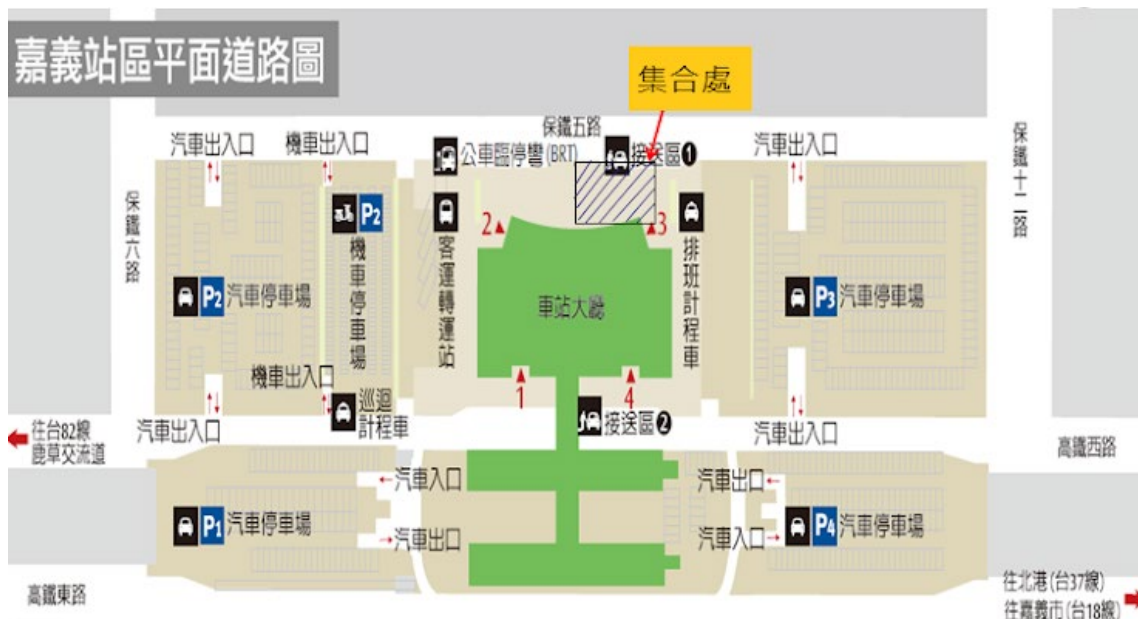 嘉義站區平面道路圖
集合處
保鐵五路
汽車出入口
機車出入口
公車臨停彎(BRT)
接送區❶
汽車出入口
保鐵六路
保鐵十二路
P2
2
3
P2 汽車停車場
機車停車場
客運轉運站
車站大廳
排班計程車
P3 汽車停車場
機車出入口
巡迴
計程車
1
4
接送區❷
汽車出入口
汽車出入口
往台82線
鹿草交流道
高鐵西路
汽車入口
汽車出口
P1 汽車停車場
P4 汽車停車場
汽車出口
汽車入口
高鐵東路
往北港(台37線)
往嘉義市(台18線)